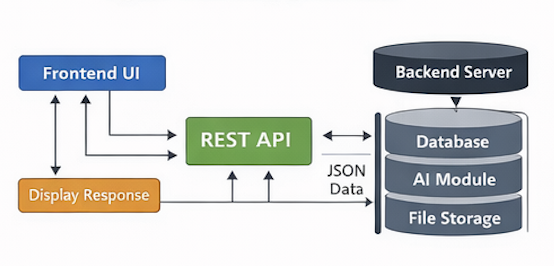 Frontend UI
Backend Server
REST API
Database
JSON
Data
AI Module
Display Response
File Storage